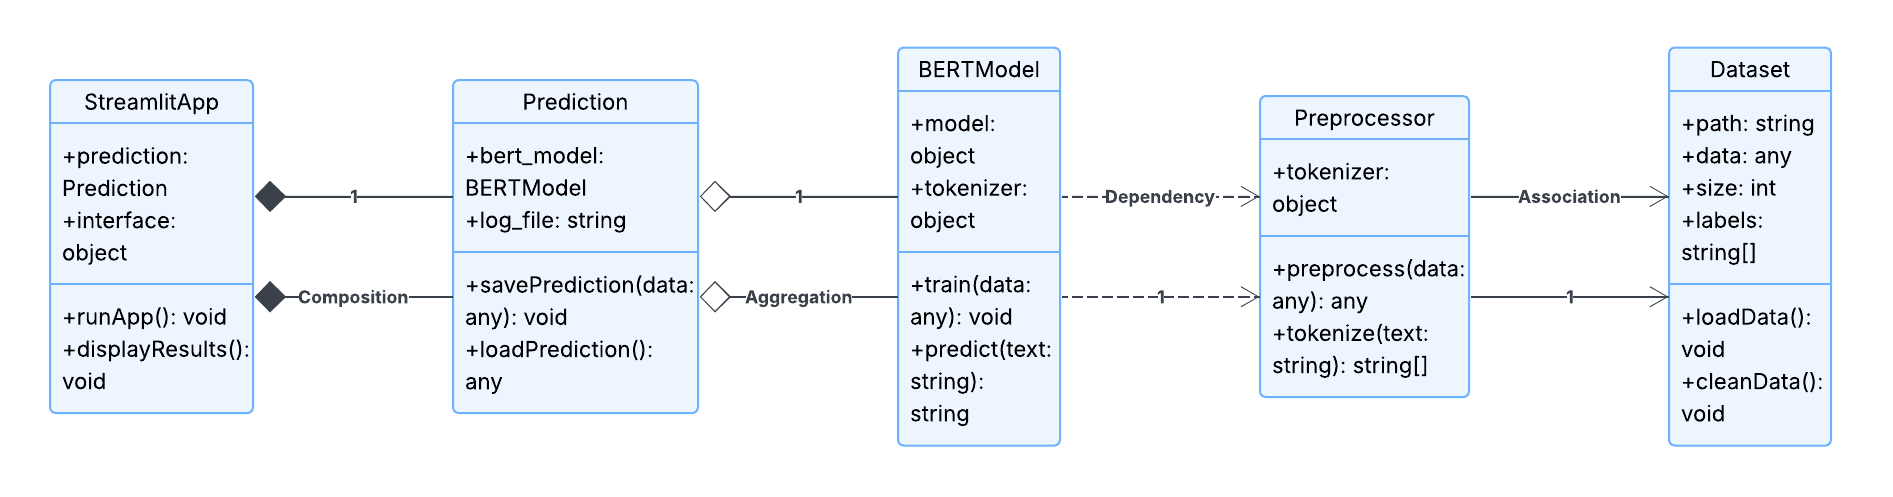 StreamlitApp
+prediction:
Prediction
+interface:
object
+runApp(): void
+displayResults():
void
1
Composition
Prediction
+bert_model:
BERTModel
+log_file: string
+savePrediction(data:
any): void
+loadPrediction():
any
1
Aggregation
BERTModel
+model:
object
+tokenizer:
object
+train(data:
any): void
+predict(text:
string):
string
Dependency
1
Preprocessor
+tokenizer:
object
+preprocess(data:
any): any
+tokenize(text:
string): string[]
Association
1
Dataset
+path: string
+data: any
+size: int
+labels:
string[]
+loadData():
void
+cleanData():
void